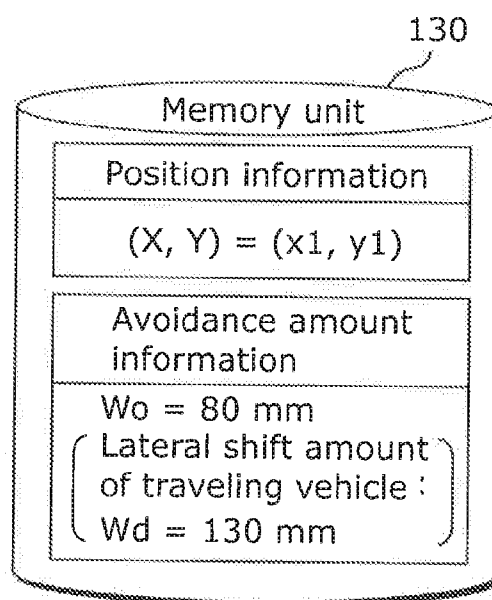 130
Memory unit
Position information
(X, Y) = (x1, y1)
Avoidance amount
information
Wo = 80 mm
(Lateral shift amount
of traveling vehicle :
Wd = 130 mm)